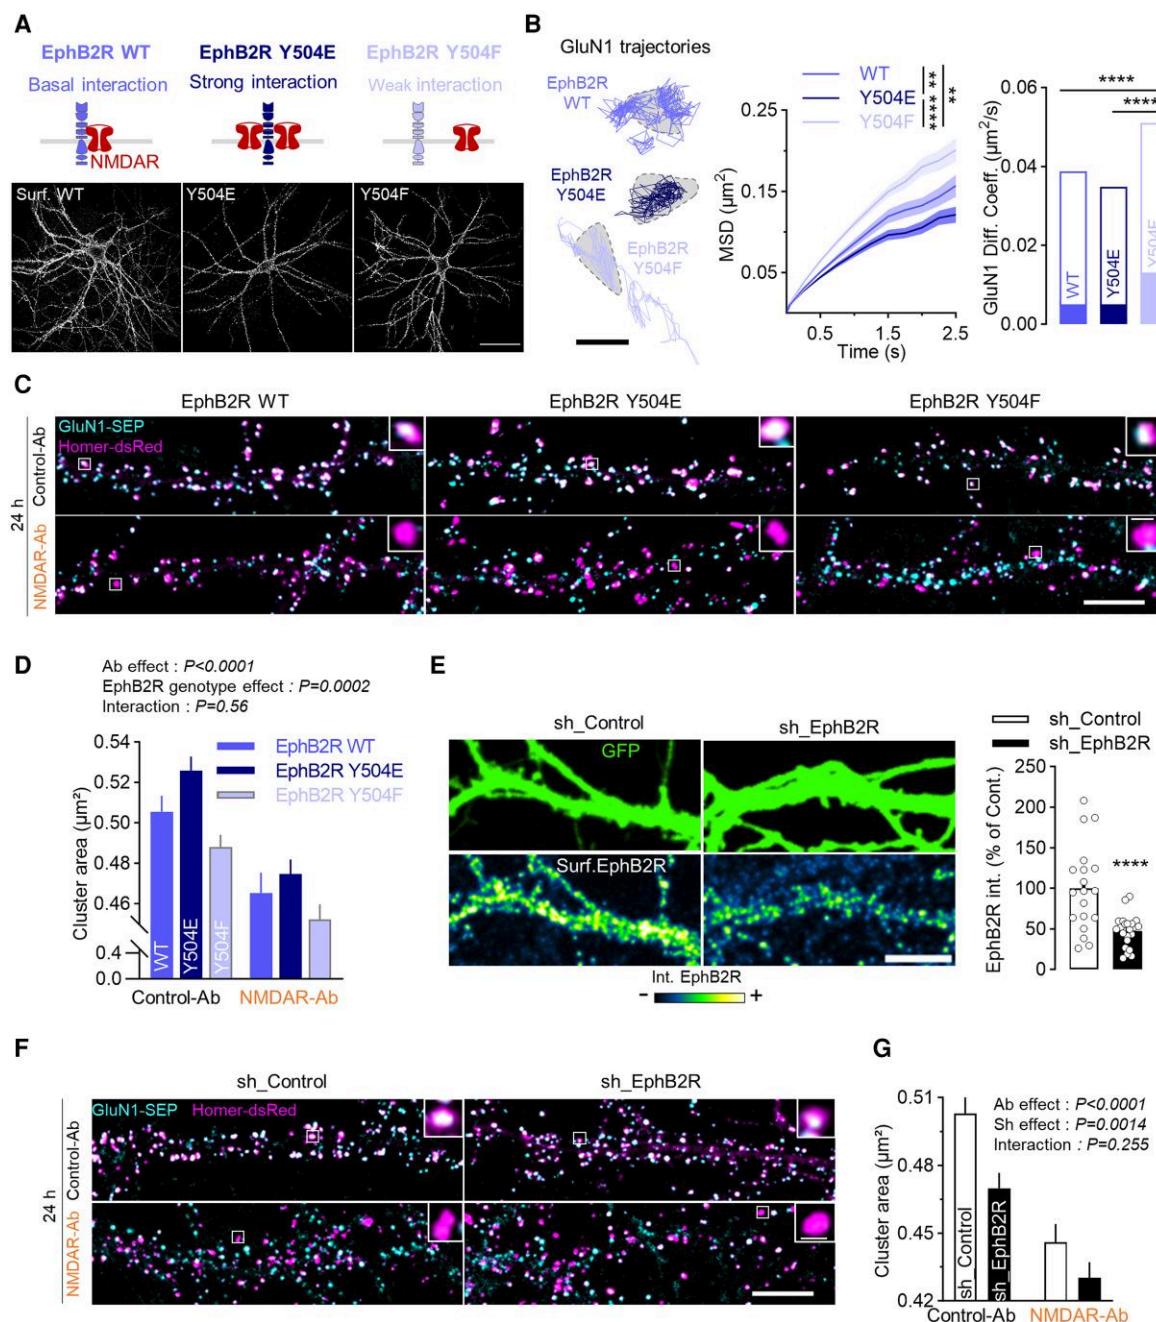 A
EphB2R WT
EphB2R Y504E
EphB2R Y504F
Basal interaction
Strong interaction
Weak interaction
NMDAR
Surf. WT
Y504E
Y504F
B
GluN1 trajectories
EphB2R
WT
EphB2R
Y504E
EphB2R
Y504F
WT
Y504E
Y504F
**** **
**
MSD (µm²)
0.25
0.15
0.05
0.5
1.5
2.5
Time (s)
GluN1 Diff. Coeff. (µm²/s)
0.06
0.04
0.02
0.00
****
****
WT
Y504E
Y504F
C
EphB2R WT
EphB2R Y504E
EphB2R Y504F
GluN1-SEP
Homer-dsRed
24 h
Control-Ab
NMDAR-Ab
D
Ab effect : P<0.0001
EphB2R genotype effect : P=0.0002
Interaction : P=0.56
EphB2R WT
EphB2R Y504E
EphB2R Y504F
Cluster area (µm²)
0.54
0.52
0.50
0.48
0.46
0.4
0.0
WT
Y504E
Y504F
Control-Ab
NMDAR-Ab
E
sh_Control
sh_EphB2R
GFP
Surf.EphB2R
Int. EphB2R
- +
sh_Control
sh_EphB2R
EphB2R int. (% of Cont.)
250
200
150
100
50
0
****
F
sh_Control
sh_EphB2R
GluN1-SEP Homer-dsRed
24 h
Control-Ab
NMDAR-Ab
G
Ab effect : P<0.0001
Sh effect : P=0.0014
Interaction : P=0.255
Cluster area (µm²)
0.51
0.48
0.45
0.42
sh_Control
sh_EphB2R
Control-Ab
NMDAR-Ab